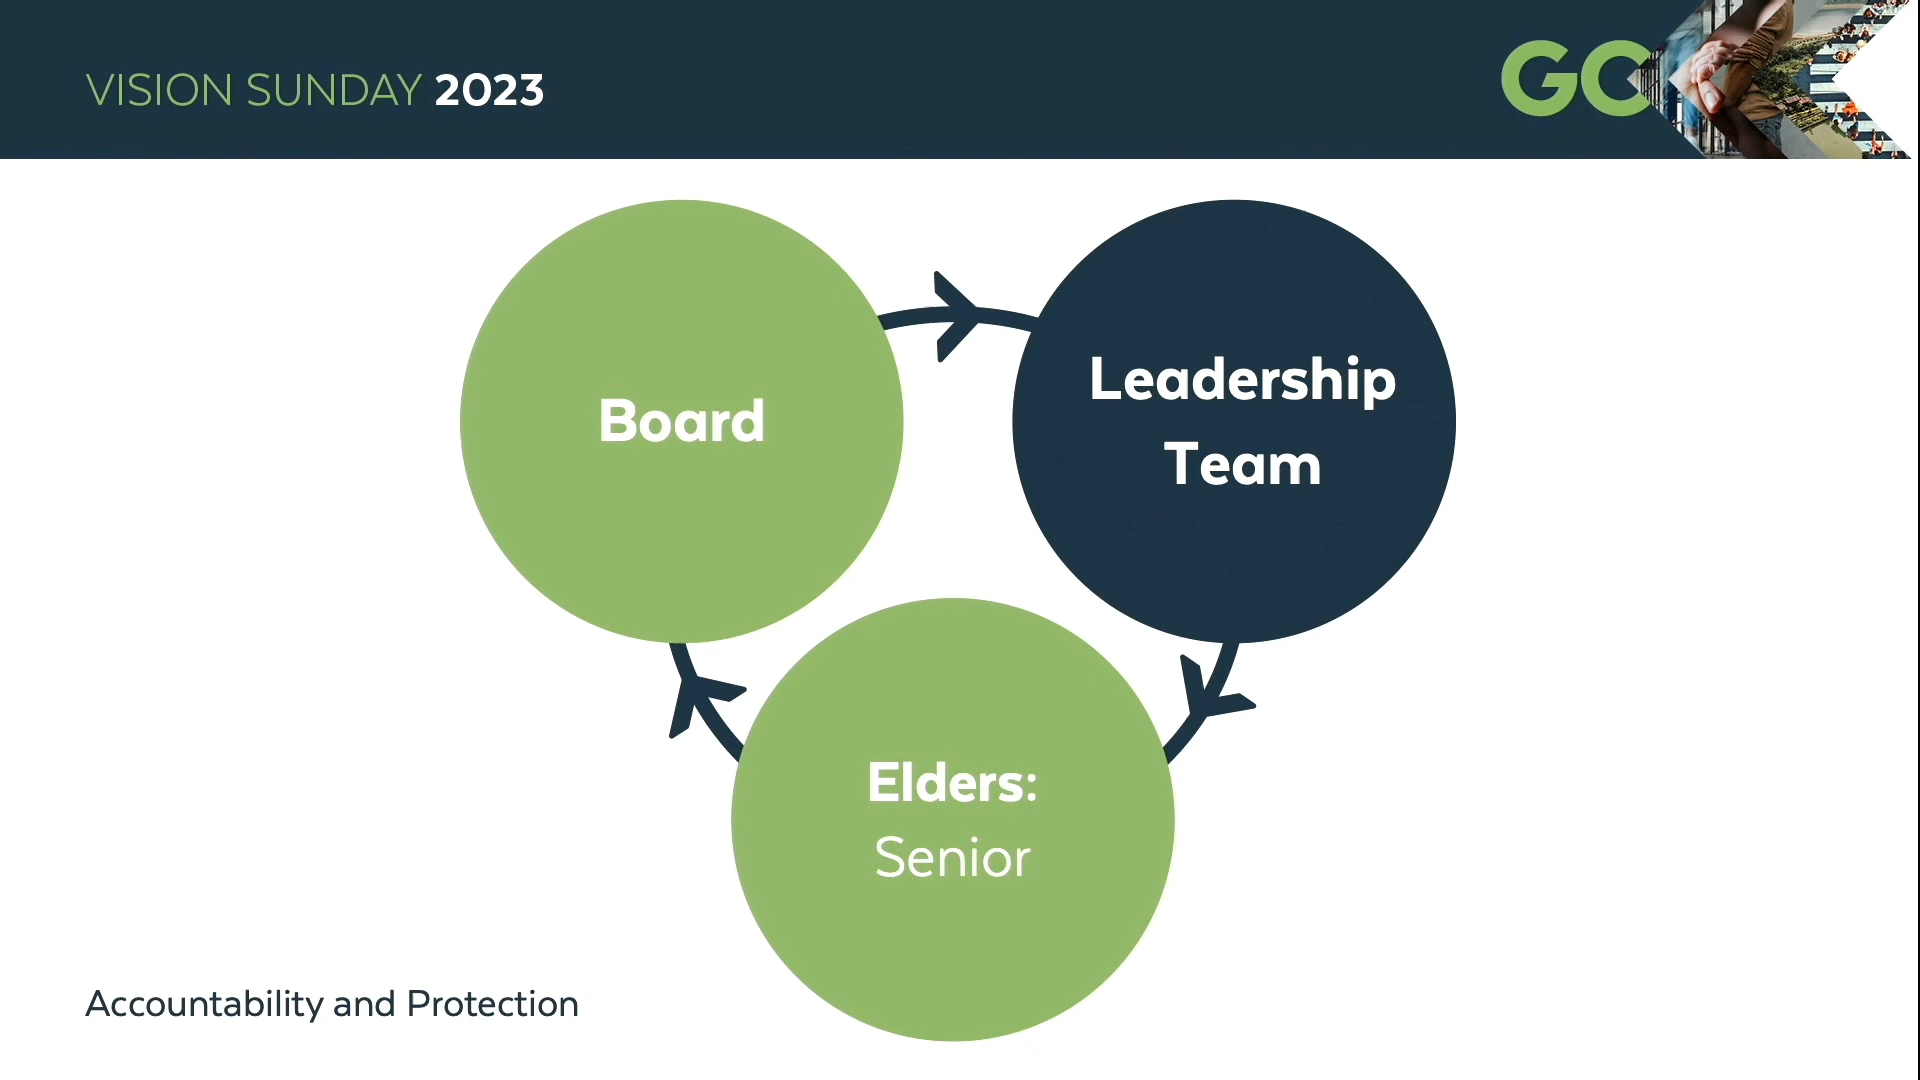 VISION SUNDAY 2023
GC
Board
Leadership
Team
Elders:
Senior
Accountability and Protection